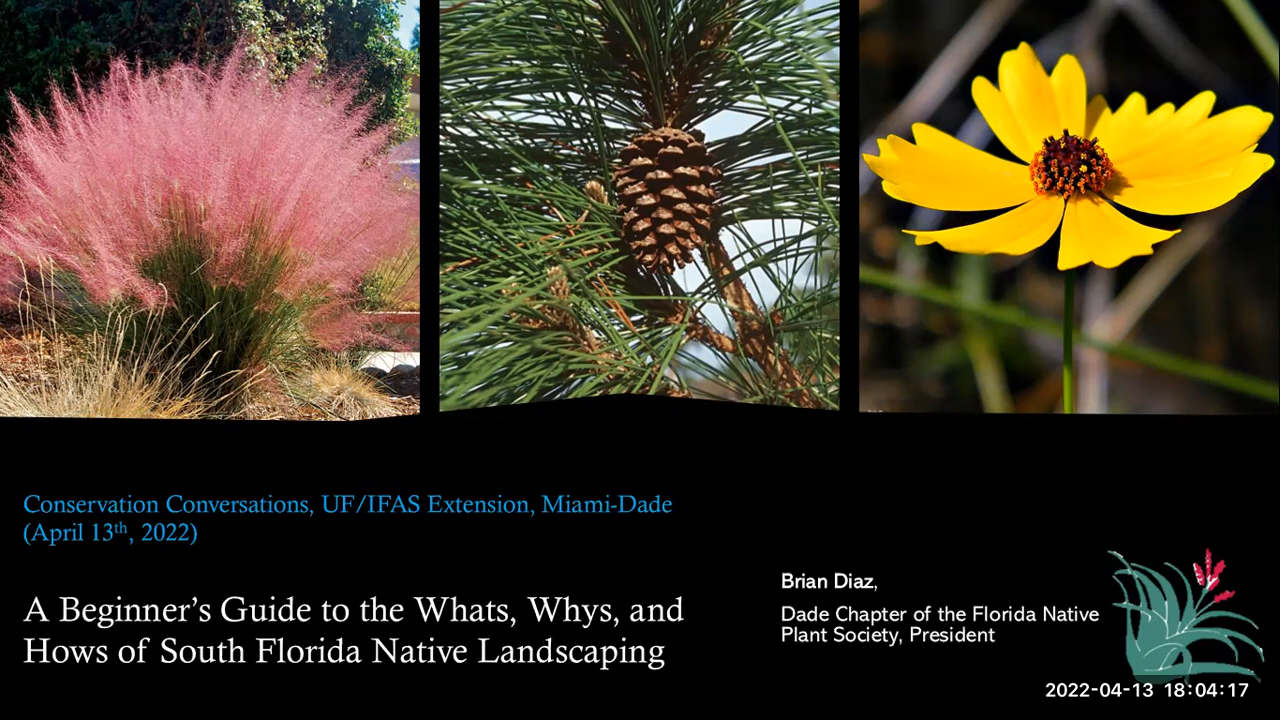 Conservation Conversations, UF/IFAS Extension, Miami-Dade
(April 13th, 2022)
A Beginner’s Guide to the Whats, Whys, and
Hows of South Florida Native Landscaping
Brian Diaz,
Dade Chapter of the Florida Native
Plant Society, President
2022-04-13 18:04:17